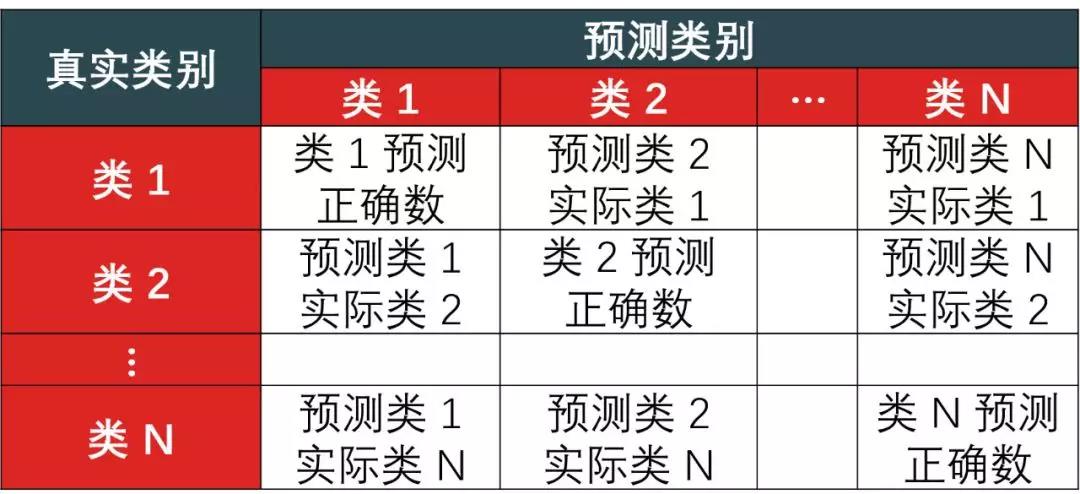 真实类别
预测类别
类 1
类 2
…
类 N
类 1
类 1 预测
正确数
预测类 2
实际类 1
预测类 N
实际类 1
类 2
预测类 1
实际类 2
类 2 预测
正确数
预测类 N
实际类 2
⋮
类 N
预测类 1
实际类 N
预测类 2
实际类 N
类 N 预测
正确数